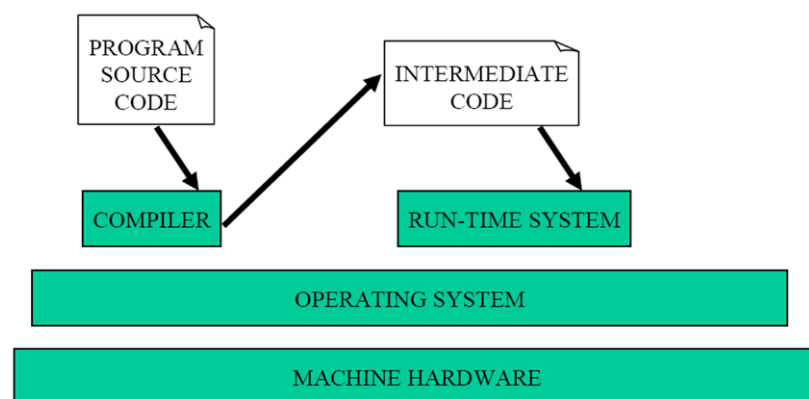 PROGRAM
SOURCE
CODE
INTERMEDIATE
CODE
COMPILER
RUN-TIME SYSTEM
OPERATING SYSTEM
MACHINE HARDWARE